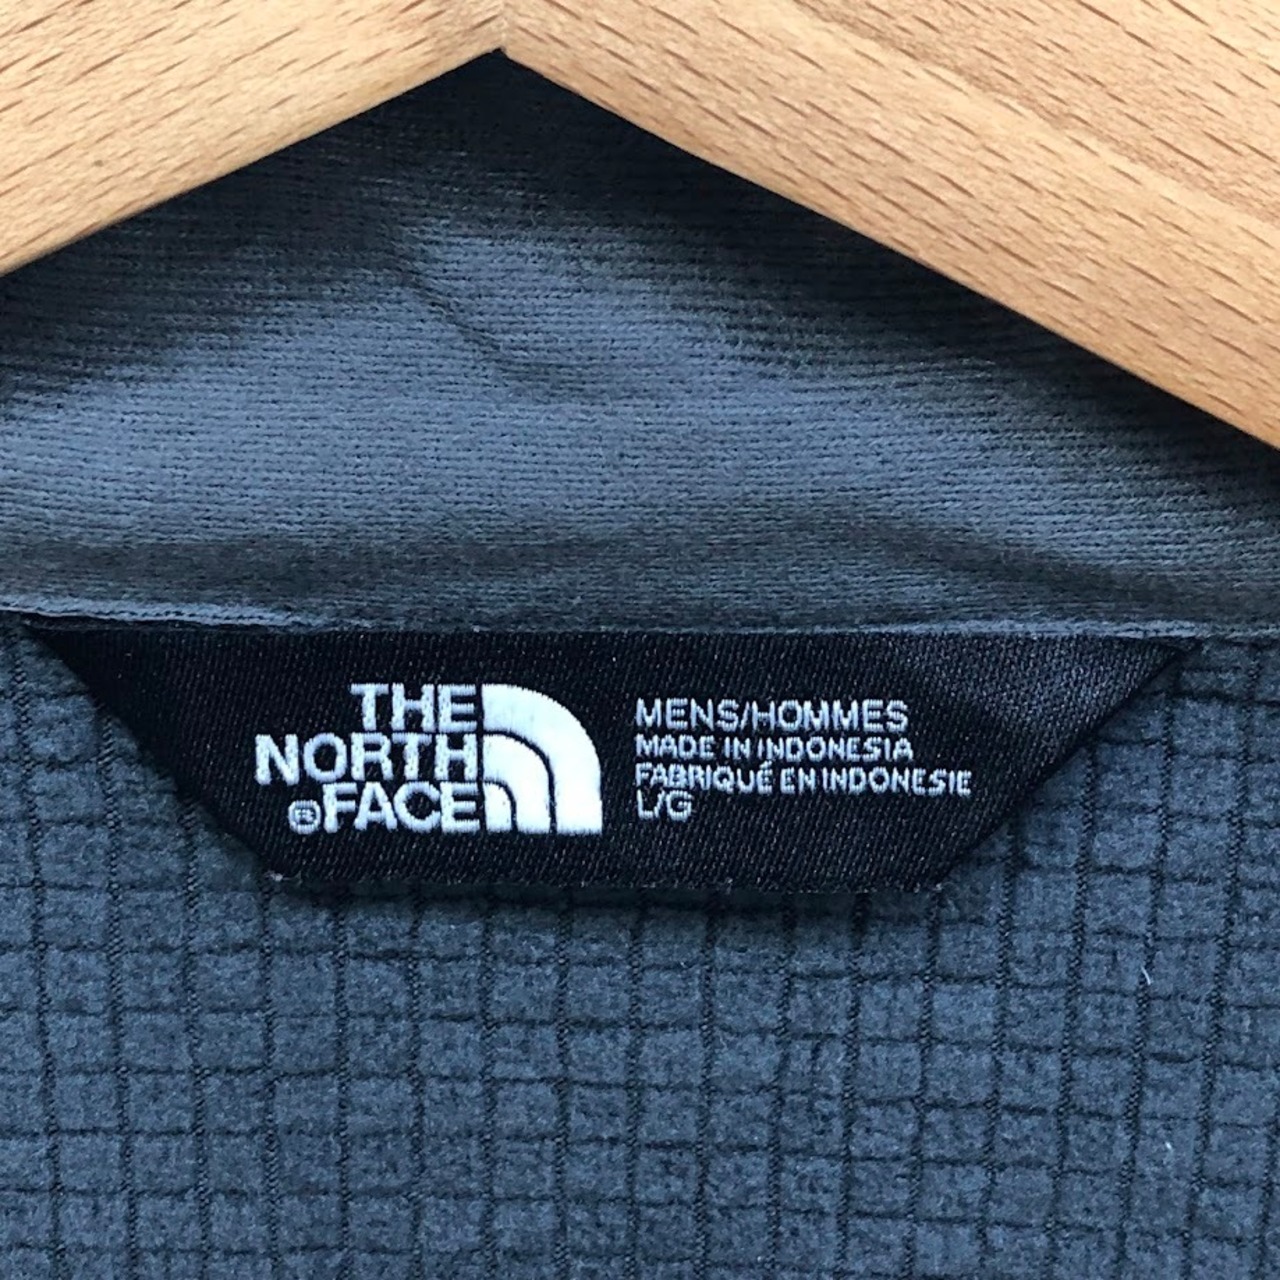 THE
NORTH
®FACE
MENS/HOMMES
MADE IN INDONESIA
FABRIQUÉ EN INDONESIE
L/G